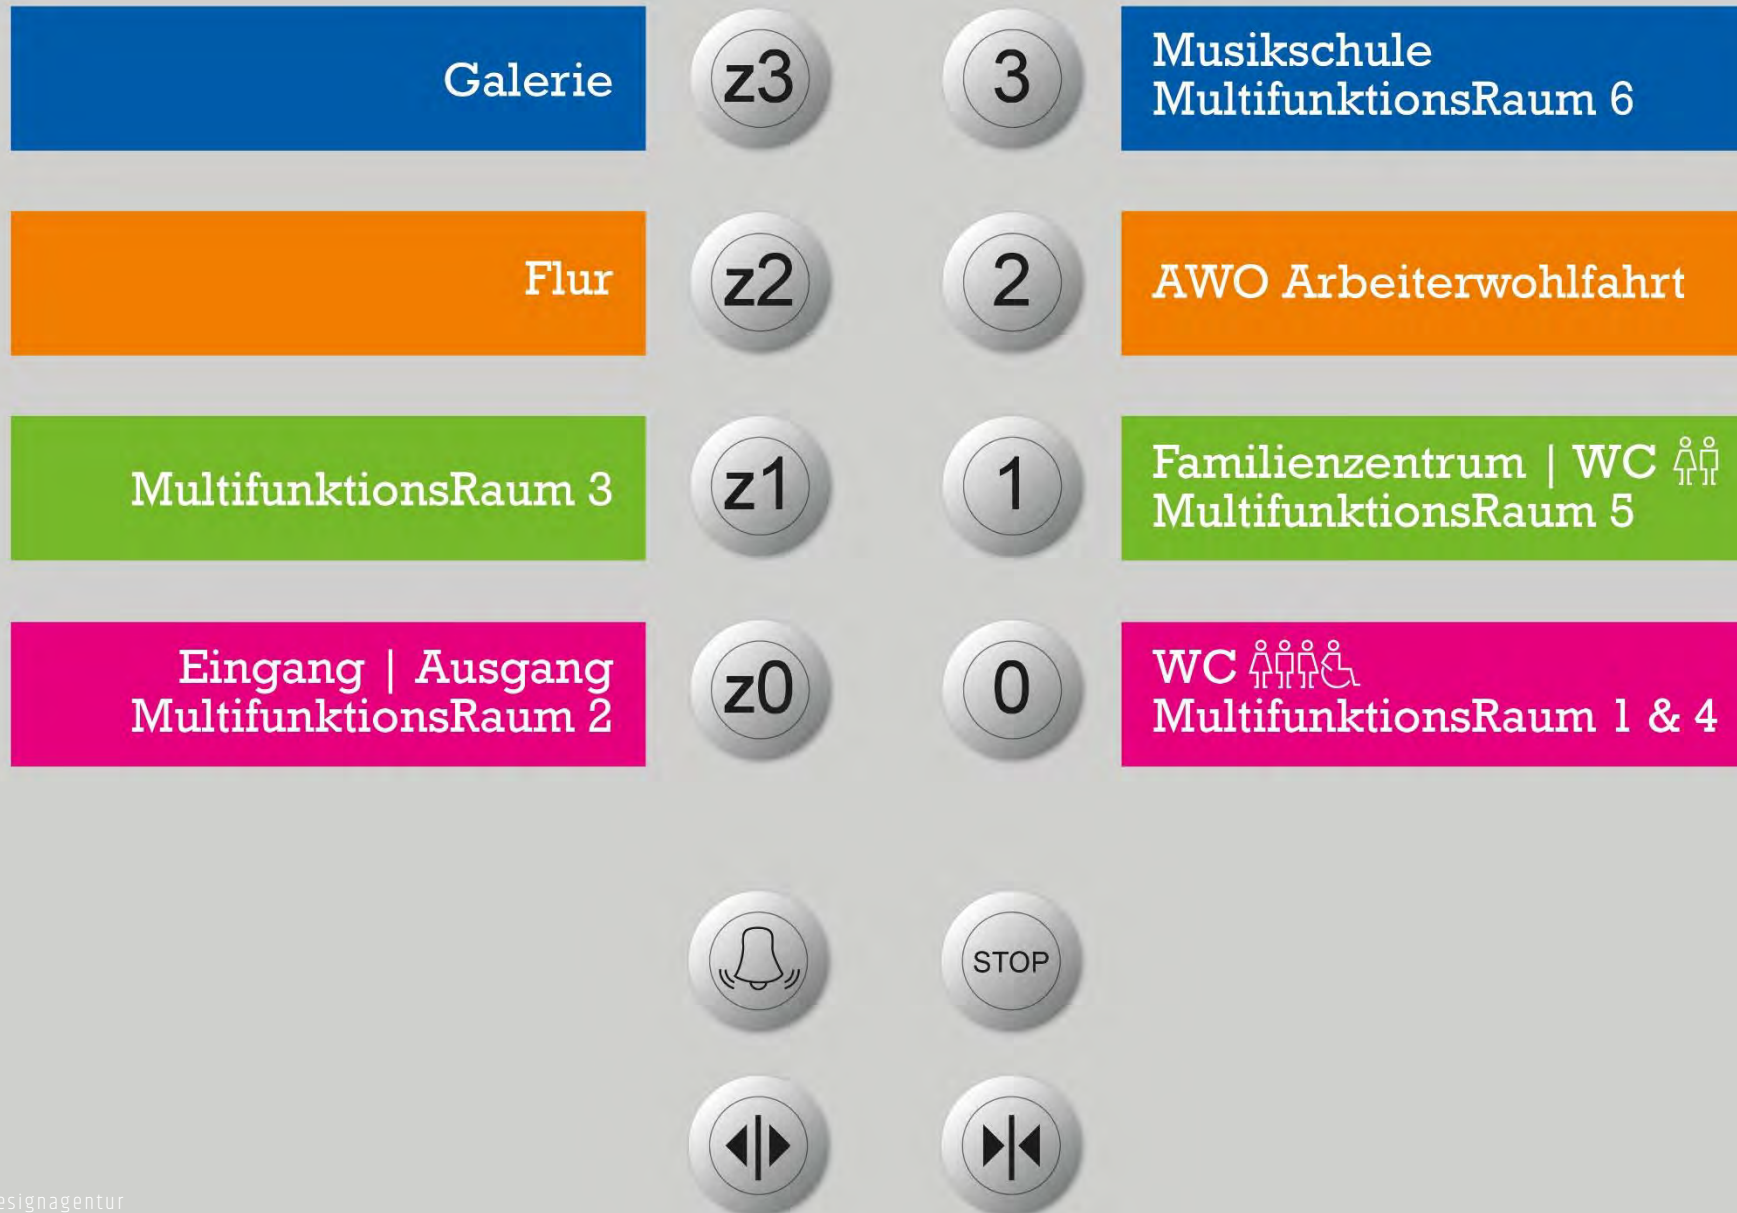 Galerie
z3
3
Musikschule
MultifunktionsRaum 6
Flur
z2
2
AWO Arbeiterwohlfahrt
MultifunktionsRaum 3
z1
1
Familienzentrum | WC
MultifunktionsRaum 5
Eingang | Ausgang
MultifunktionsRaum 2
z0
0
WC
MultifunktionsRaum 1 & 4
STOP
esignagentur